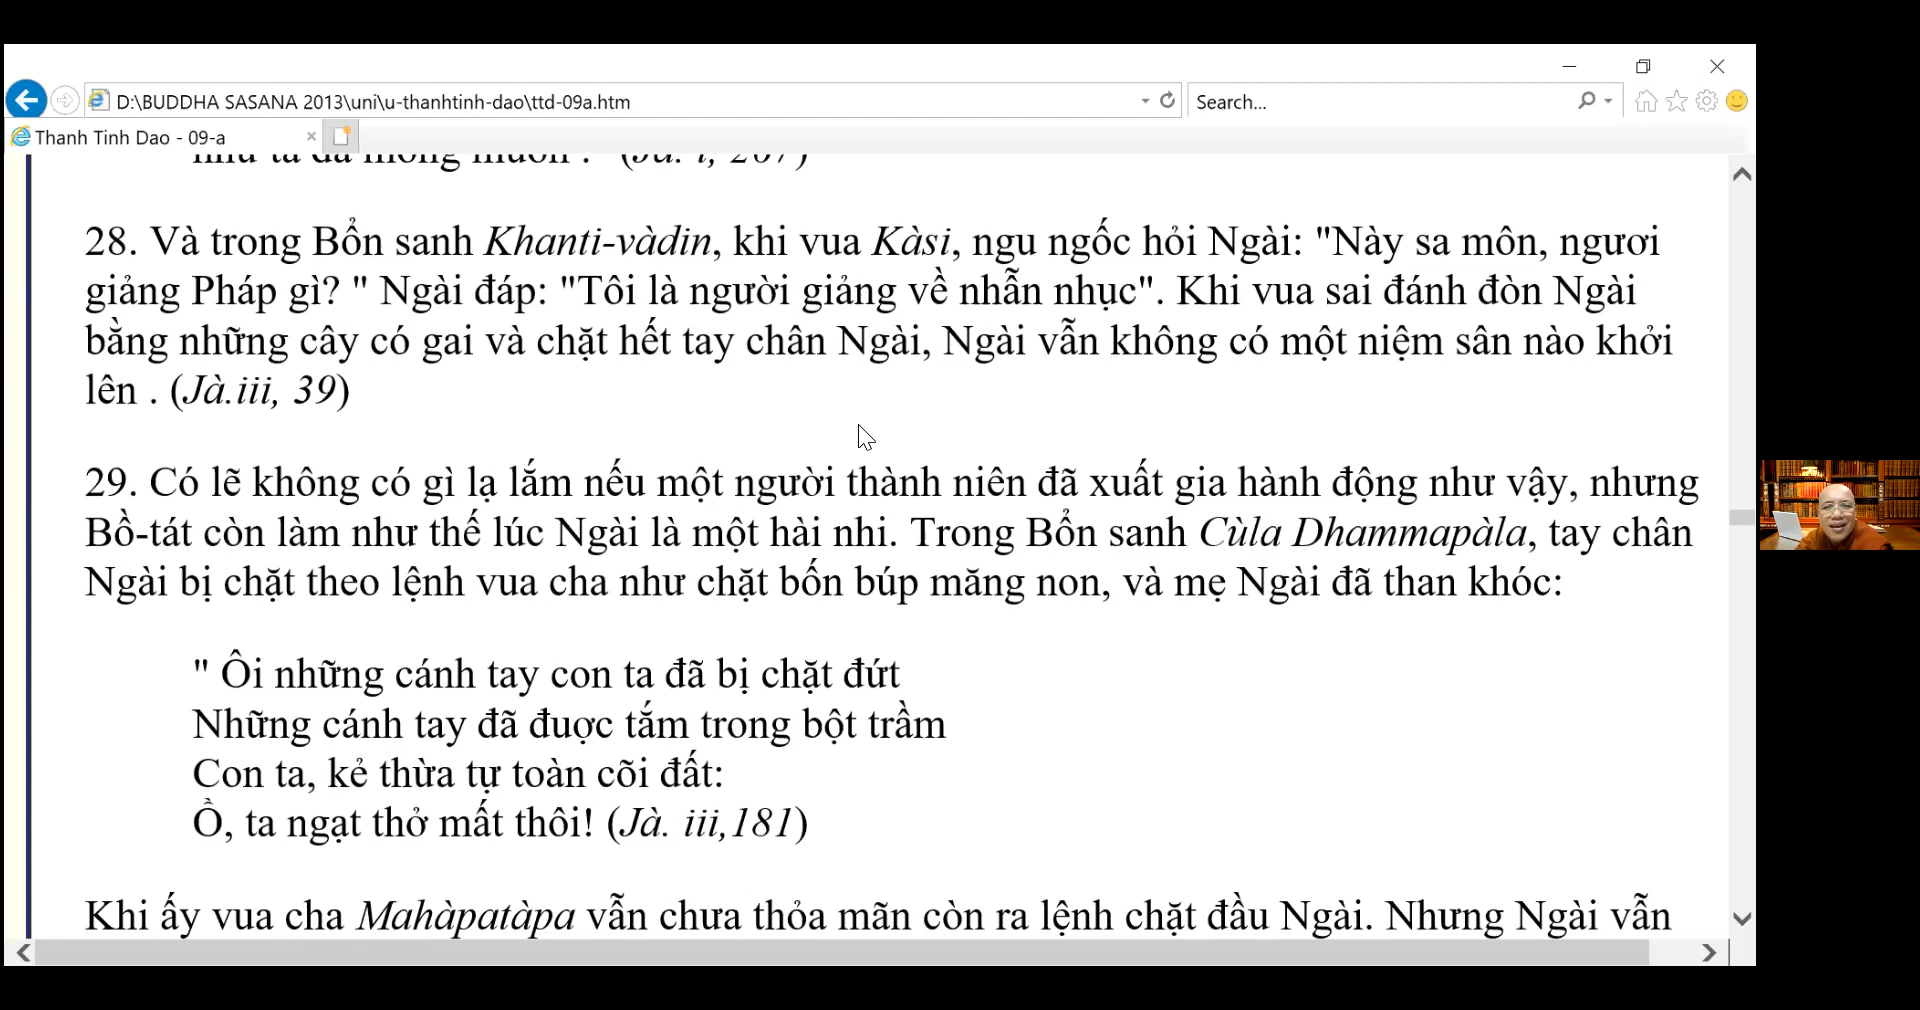 D:\BUDDHA SASANA 2013\uni\u-thanhtinh-dao\ttd-09a.htm
Search...
Thanh Tinh Dao - 09-a
như ta đã mong muốn . " (Jà. i, 207)
28. Và trong Bổn sanh Khanti-vàdin, khi vua Kàsi, ngu ngốc hỏi Ngài: "Này sa môn, ngươi
giảng Pháp gì? " Ngài đáp: "Tôi là người giảng về nhẫn nhục". Khi vua sai đánh đòn Ngài
bằng những cây có gai và chặt hết tay chân Ngài, Ngài vẫn không có một niệm sân nào khởi
lên . (Jà.iii, 39)
29. Có lẽ không có gì lạ lắm nếu một người thành niên đã xuất gia hành động như vậy, nhưng
Bồ-tát còn làm như thế lúc Ngài là một hài nhi. Trong Bổn sanh Cùla Dhammapàla, tay chân
Ngài bị chặt theo lệnh vua cha như chặt bốn búp măng non, và mẹ Ngài đã than khóc:
" Ôi những cánh tay con ta đã bị chặt đứt
Những cánh tay đã đuợc tắm trong bột trầm
Con ta, kẻ thừa tự toàn cõi đất:
Ồ, ta ngạt thở mất thôi! (Jà. iii,181)
Khi ấy vua cha Mahàpatàpa vẫn chưa thỏa mãn còn ra lệnh chặt đầu Ngài. Nhưng Ngài vẫn